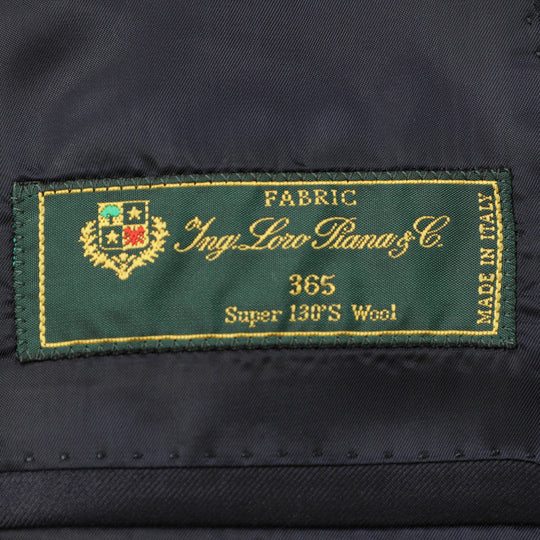 FABRIC
Ing. Loro Piana & C.
365
Super 130'S Wool
MADE IN ITALY